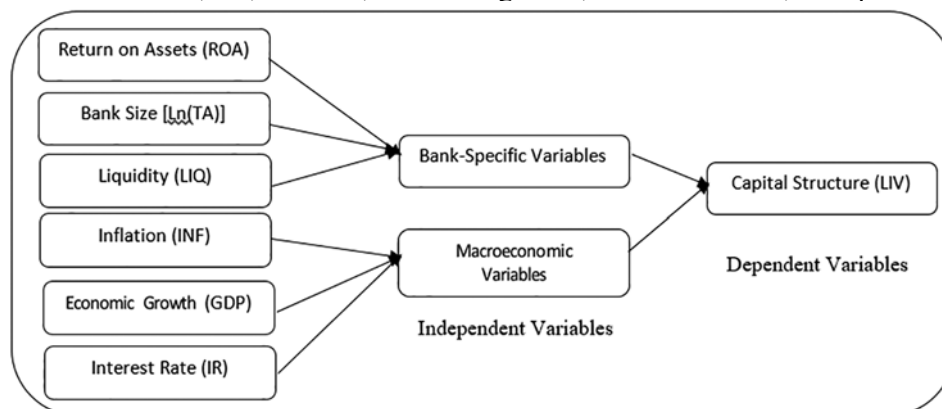 Return on Assets (ROA)
Bank Size [Ln(TA)]
Liquidity (LIQ)
Inflation (INF)
Economic Growth (GDP)
Interest Rate (IR)
Bank-Specific Variables
Macroeconomic
Variables
Independent Variables
Capital Structure (LIV)
Dependent Variables